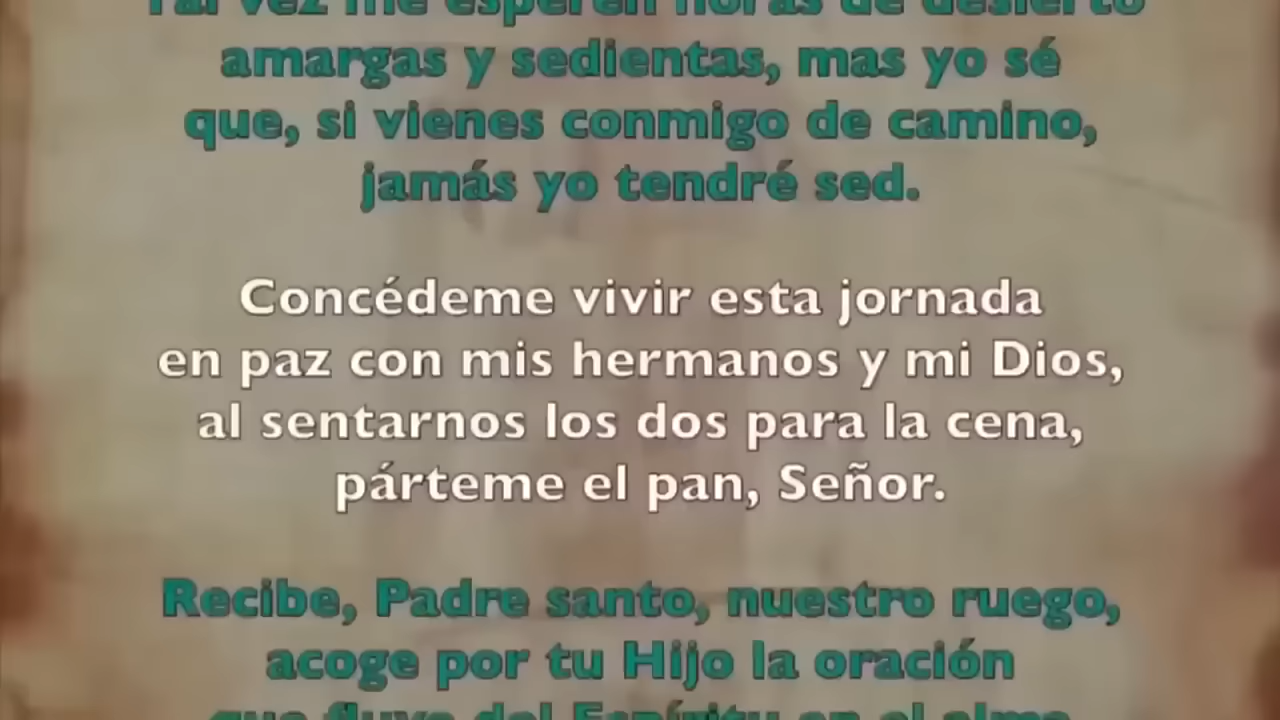 Tal vez me esperen horas de desierto
amargas y sedientas, mas yo sé
que, si vienes conmigo de camino,
jamás yo tendré sed.
Concédeme vivir esta jornada
en paz con mis hermanos y mi Dios,
al sentarnos los dos para la cena,
párteme el pan, Señor.
Recibe, Padre santo, nuestro ruego,
acoge por tu Hijo la oración
que fluye del Espíritu en el alma